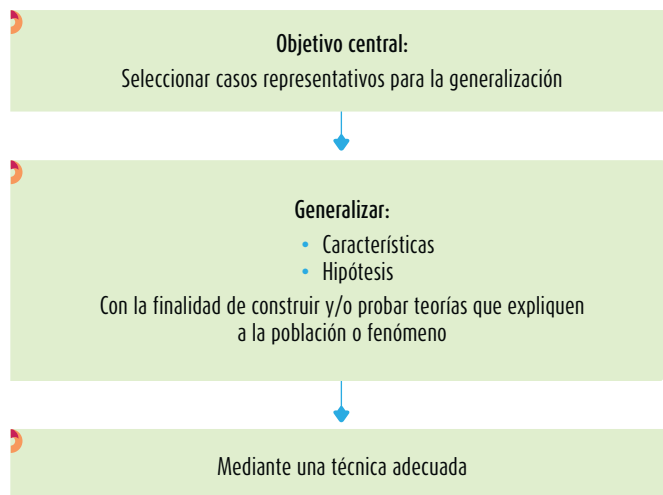 Objetivo central:
Seleccionar casos representativos para la generalización
Generalizar:
• Características
• Hipótesis
Con la finalidad de construir y/o probar teorías que expliquen
a la población o fenómeno
Mediante una técnica adecuada